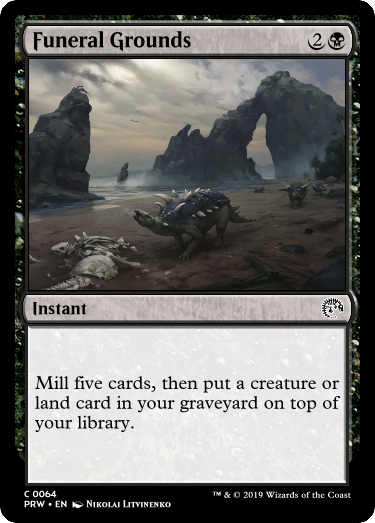 Funeral Grounds 2
Instant
Mill five cards, then put a creature or
land card in your graveyard on top of
your library.
C 0064
PRW • EN Nikolai Litvinenko
™ & © 2019 Wizards of the Coast